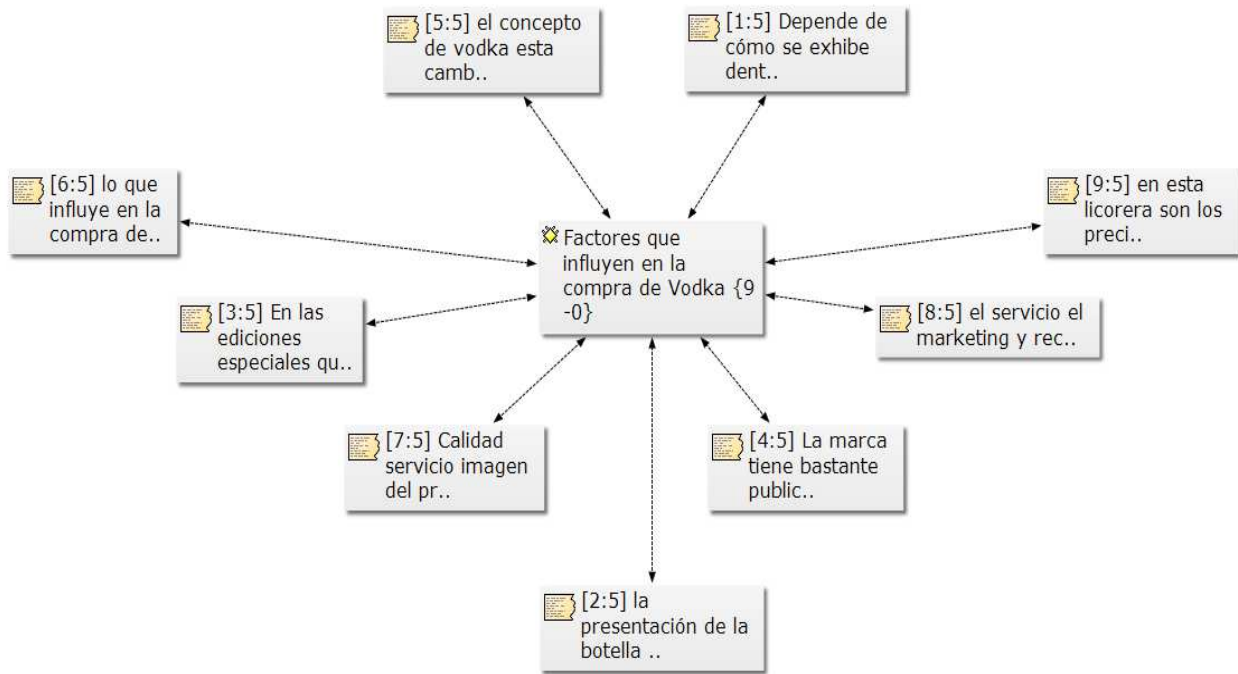 [5:5] el concepto
de vodka esta
camb..
[1:5] Depende de
cómo se exhibe
dent..
[6:5] lo que
influye en la
compra de..
[9:5] en esta
licorera son los
preci..
Factores que
influyen en la
compra de Vodka {9
-0}
[3:5] En las
ediciones
especiales qu..
[8:5] el servicio el
marketing y rec..
[7:5] Calidad
servicio imagen
del pr..
[4:5] La marca
tiene bastante
public..
[2:5] la
presentación de la
botella ..